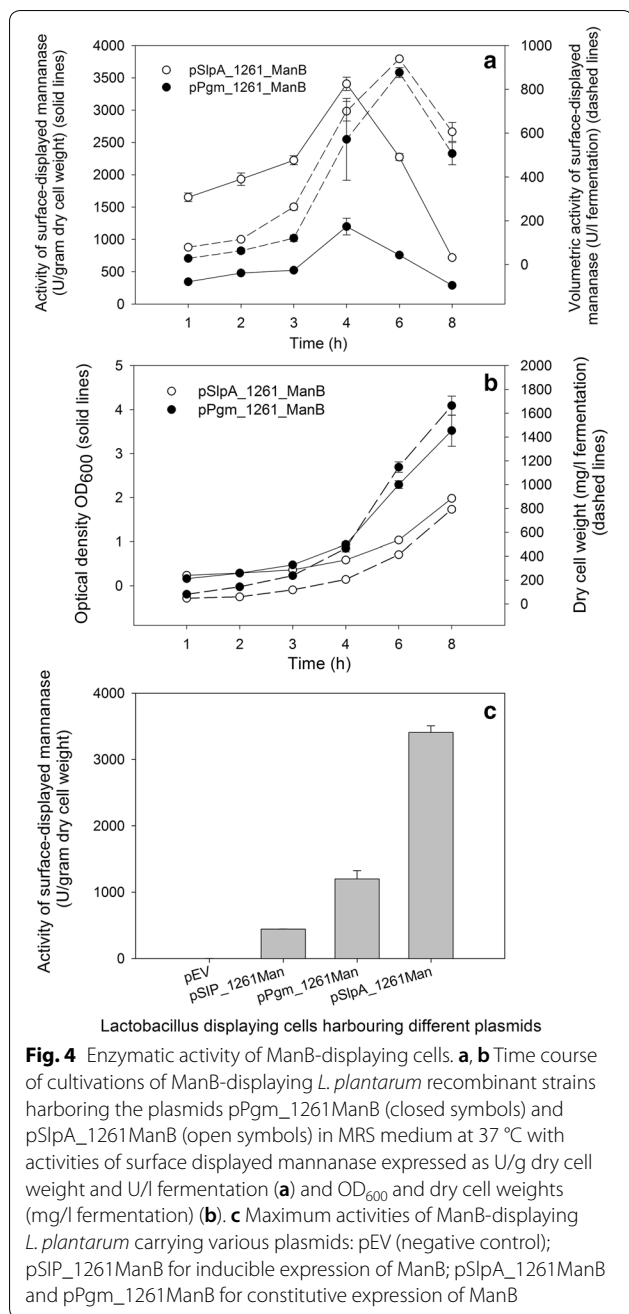 4000
3500
3000
2500
2000
1500
1000
500
0
Activity of surface-displayed mannanase
(U/gram dry cell weight) (solid lines)
pSlpA_1261_ManB
pPgm_1261_ManB
a
1000
800
600
400
200
0
Volumetric activity of surface-displayed
mananase (U/l fermentation) (dashed lines)
1 2 3 4 6 8
Time (h)
5
4
3
2
1
0
Optical density OD600 (solid lines)
pSlpA_1261_ManB
pPgm_1261_ManB
b
2000
1800
1600
1400
1200
1000
800
600
400
200
0
Dry cell weight (mg/l fermentation)
(dashed lines)
1 2 3 4 6 8
Time (h)
4000
3000
2000
1000
0
Activity of surface-displayed mannanase
(U/gram dry cell weight)
c
pEV
pSIP_1261Man
pPgm_1261Man
pSlpA_1261Man
Lactobacillus displaying cells harbouring different plasmids
Fig. 4 Enzymatic activity of ManB-displaying cells. a, b Time course
of cultivations of ManB-displaying L. plantarum recombinant strains
harboring the plasmids pPgm_1261ManB (closed symbols) and
pSlpA_1261ManB (open symbols) in MRS medium at 37 °C with
activities of surface displayed mannanase expressed as U/g dry cell
weight and U/l fermentation (a) and OD600 and dry cell weights
(mg/l fermentation) (b). c Maximum activities of ManB-displaying
L. plantarum carrying various plasmids: pEV (negative control);
pSIP_1261ManB for inducible expression of ManB; pSlpA_1261ManB
and pPgm_1261ManB for constitutive expression of ManB